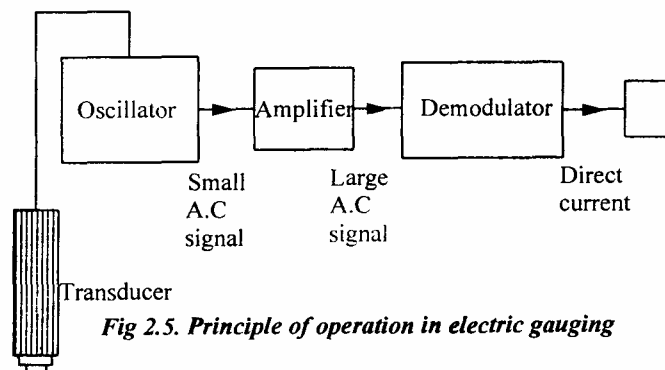 Oscillator
Amplifier
Demodulator
Small
A.C
signal
Large
A.C
signal
Direct
current
Transducer
Fig 2.5. Principle of operation in electric gauging